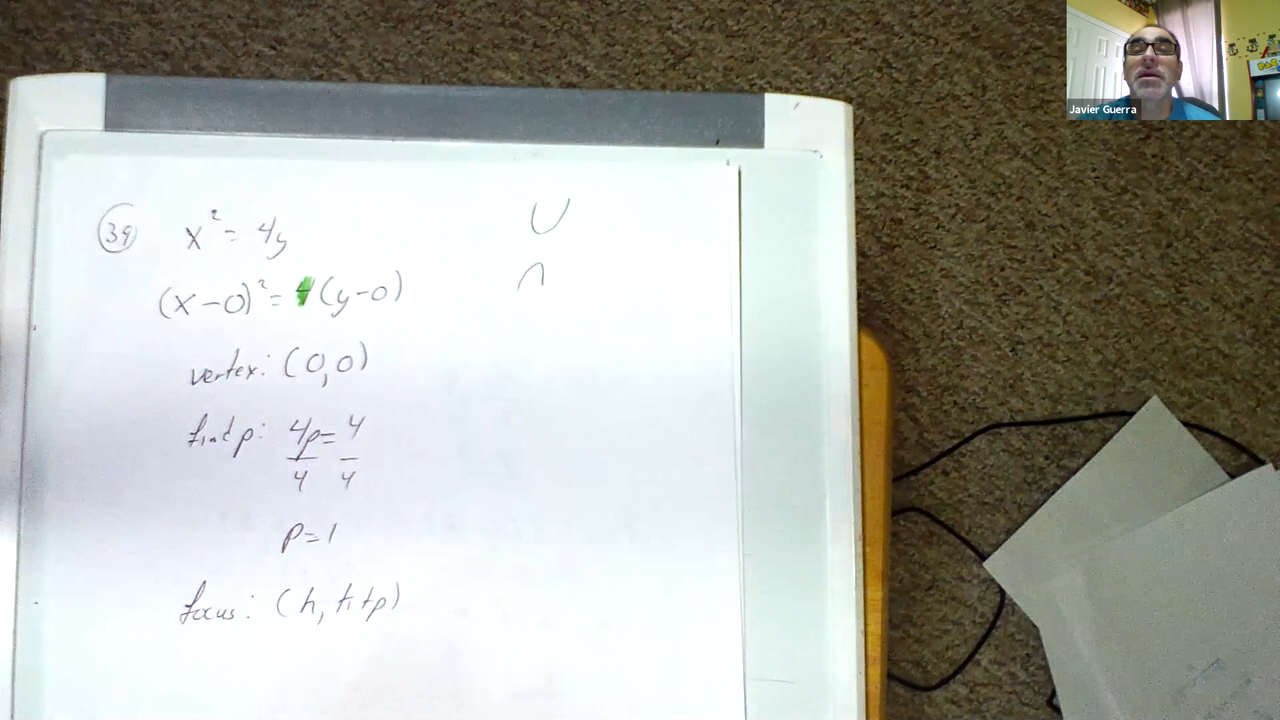 39 x² = 4y
(x-0)² = 4(y-0)
vertex: (0,0)
find p: 4p = 4
4 4
p=1
focus: (h, k+p)
Javier Guerra